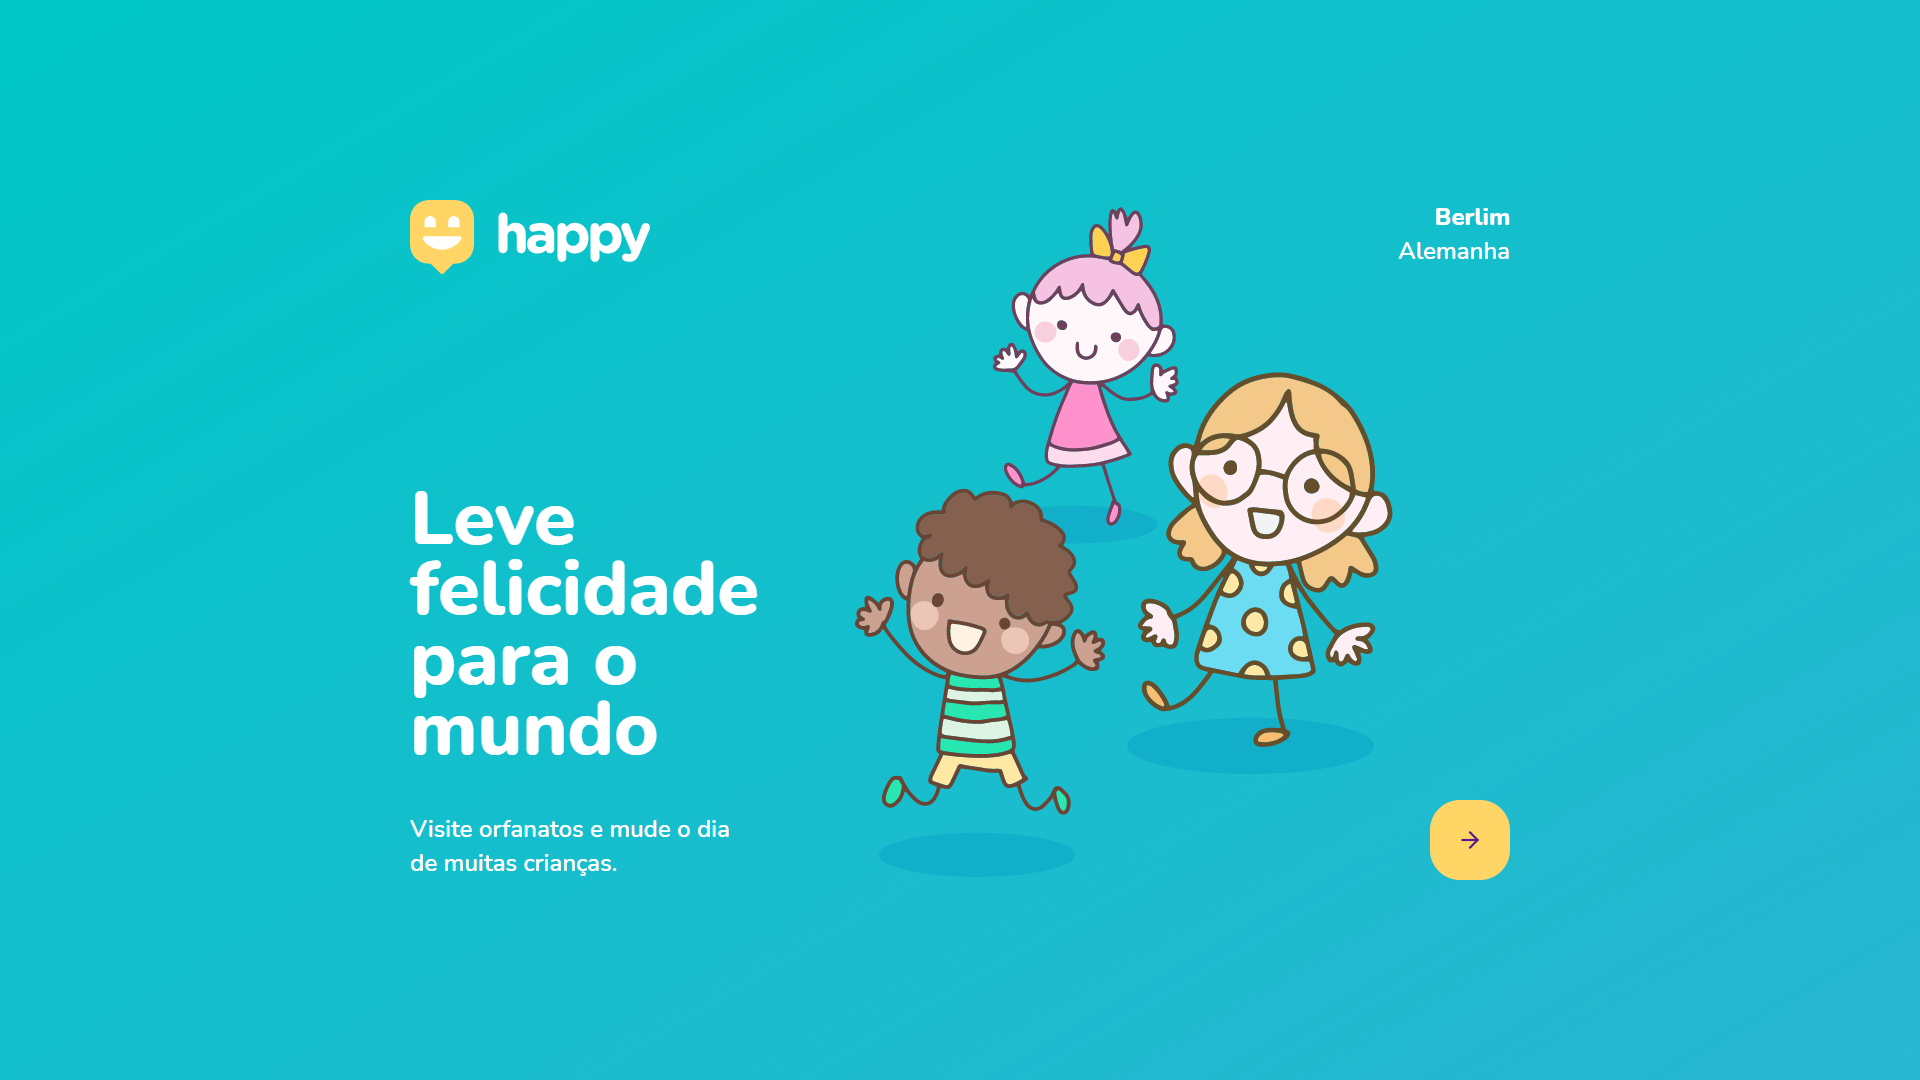 happy
Berlim
Alemanha
Leve
felicidade
para o
mundo
Visite orfanatos e mude o dia
de muitas crianças.